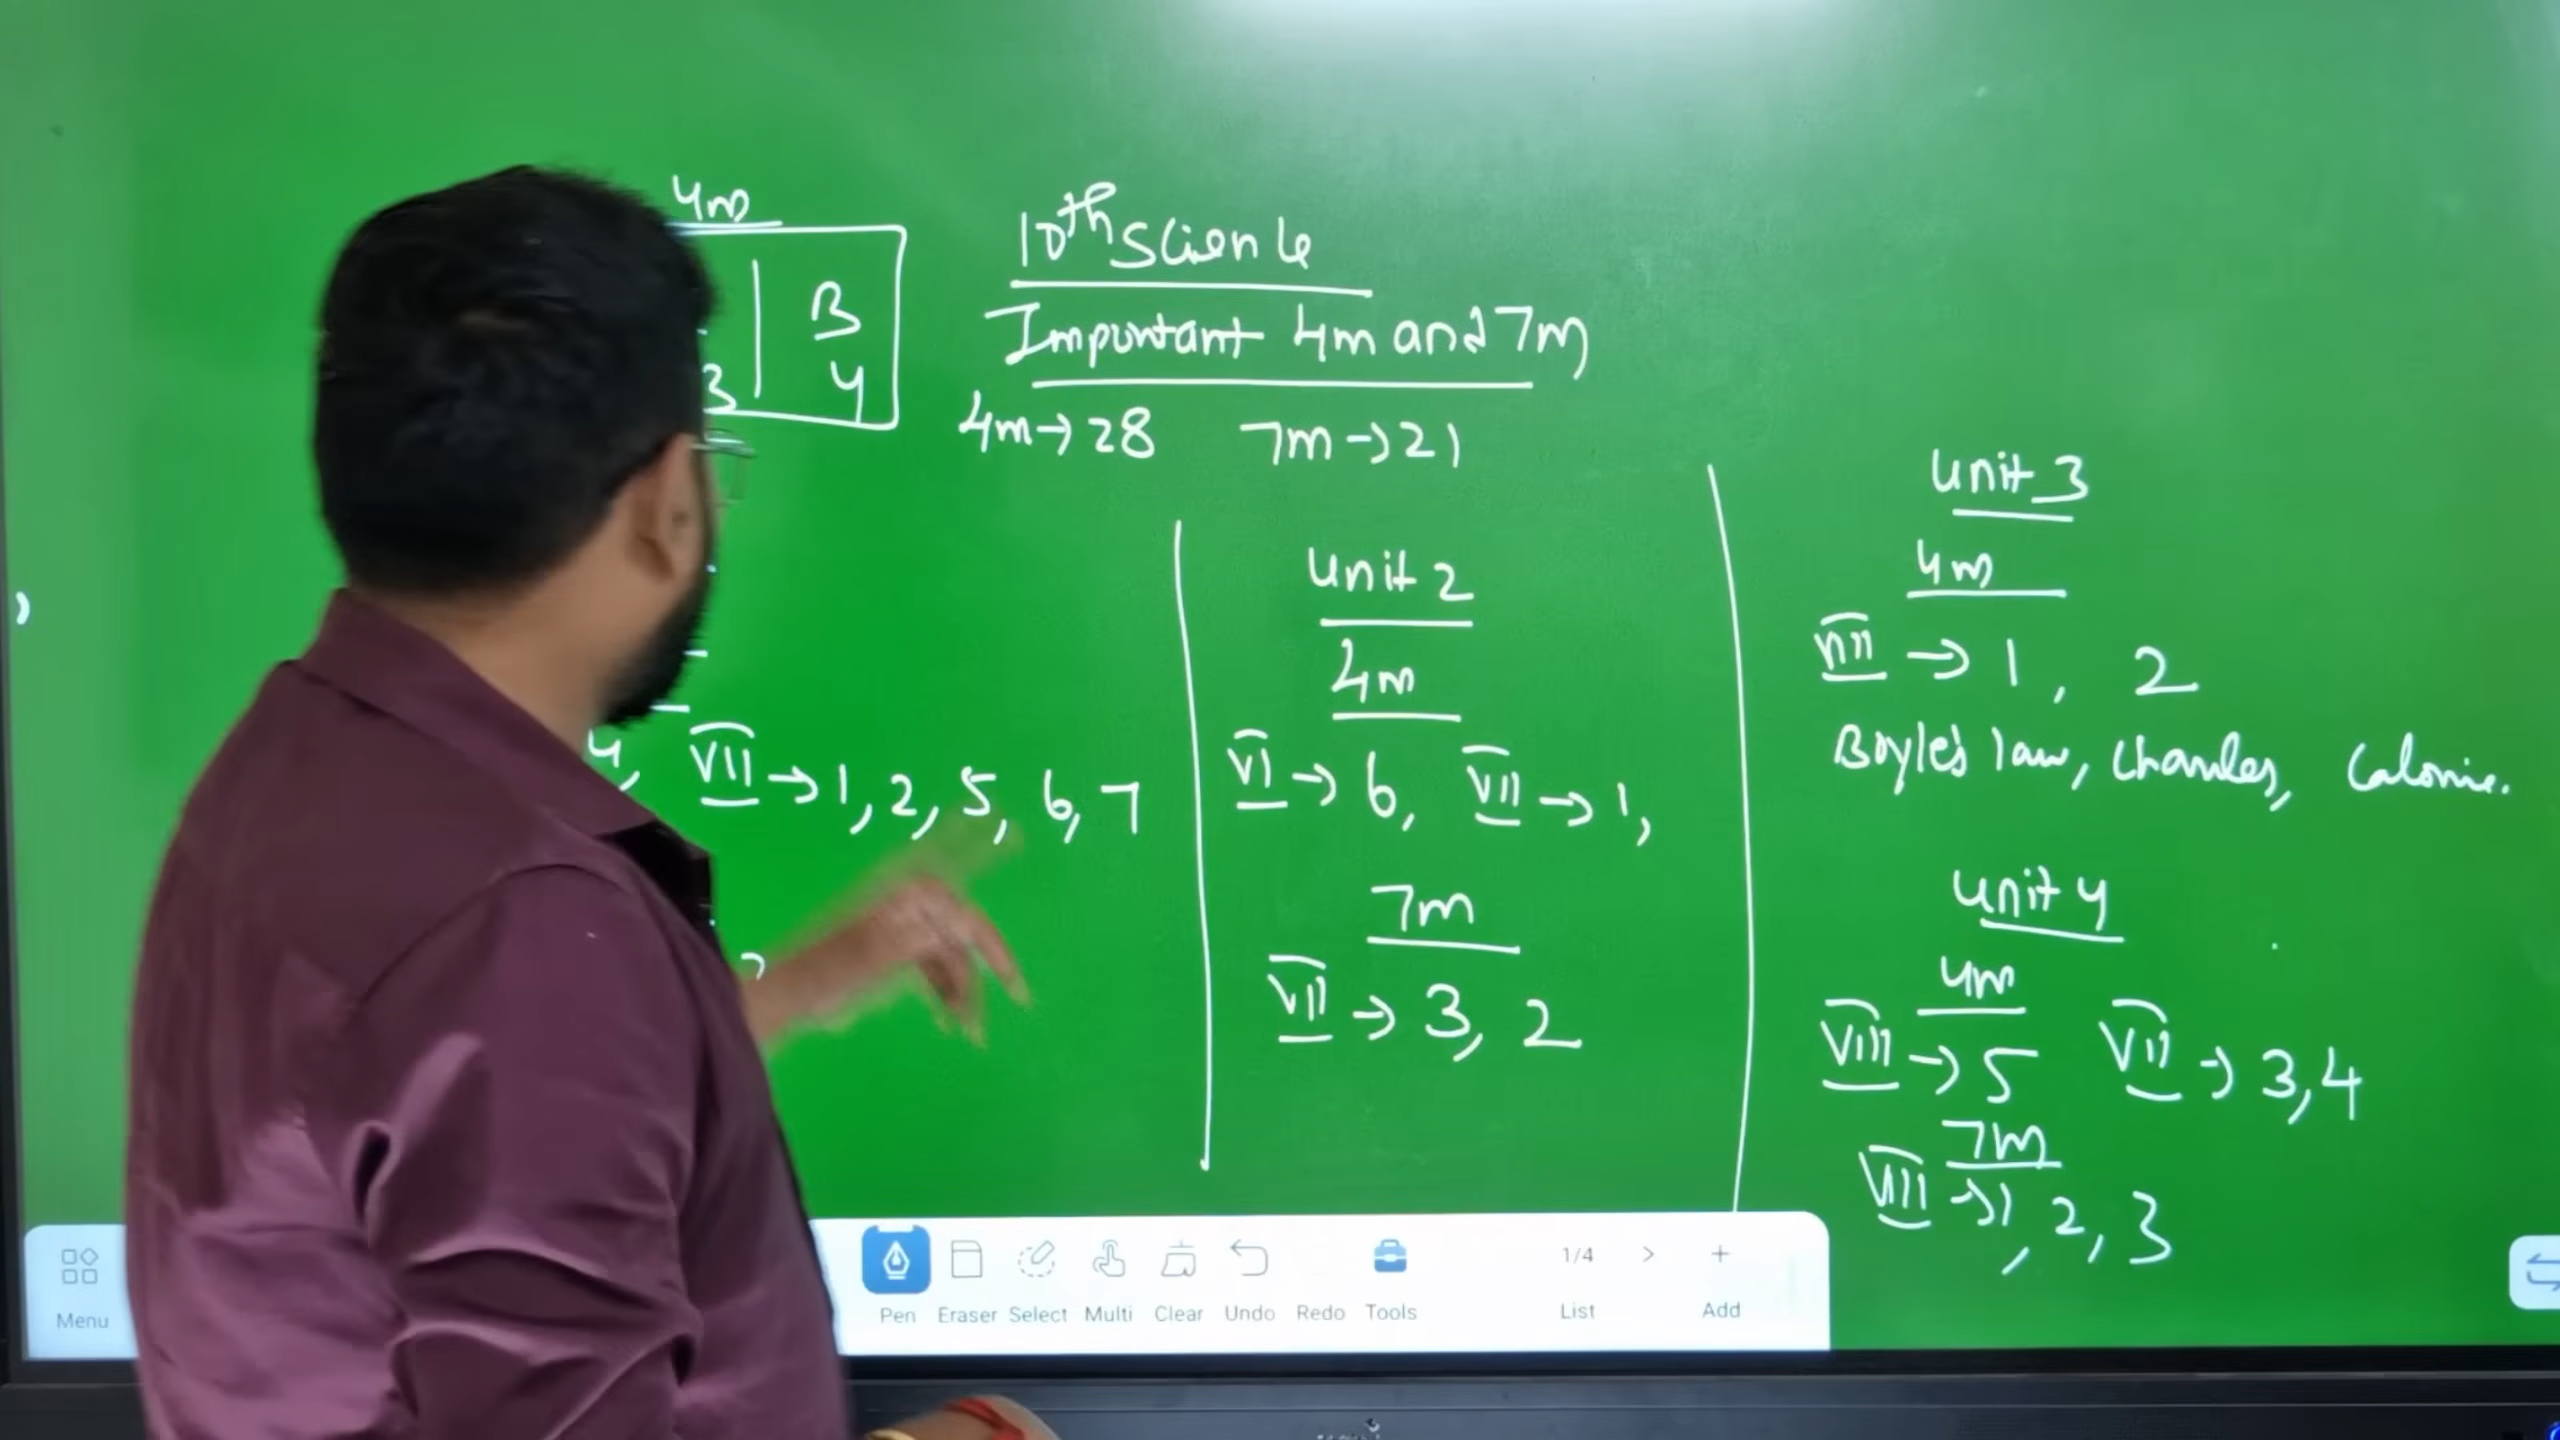 4m
B
3 4
10th Science
Important 4m and 7m
4m→28 7m→21
4, VII→1, 2, 5, 6, 7
Unit 2
4m
VI→6, VII→1,
7m
VII→3, 2
Unit 3
4m
VII→1, 2
Boyle's law, Charles, Calorie.
Unit 4
4m
VIII→5 VII→3,4
7m
VIII→1, 2, 3
Menu
Pen Eraser Select Multi Clear Undo Redo Tools
1/4 > +
List Add